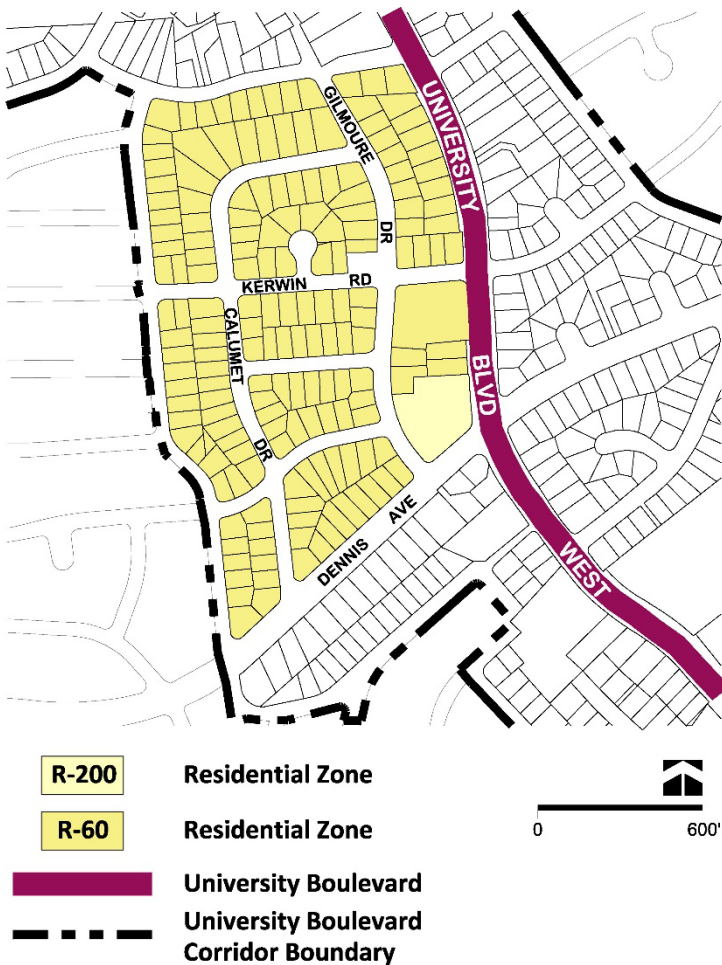 UNIVERSITY
GILMOURE
DR
KERWIN RD
CALUMET
DR
BLVD
DENNIS AVE
WEST
R-200 Residential Zone
R-60 Residential Zone
University Boulevard
University Boulevard
Corridor Boundary
0 600'